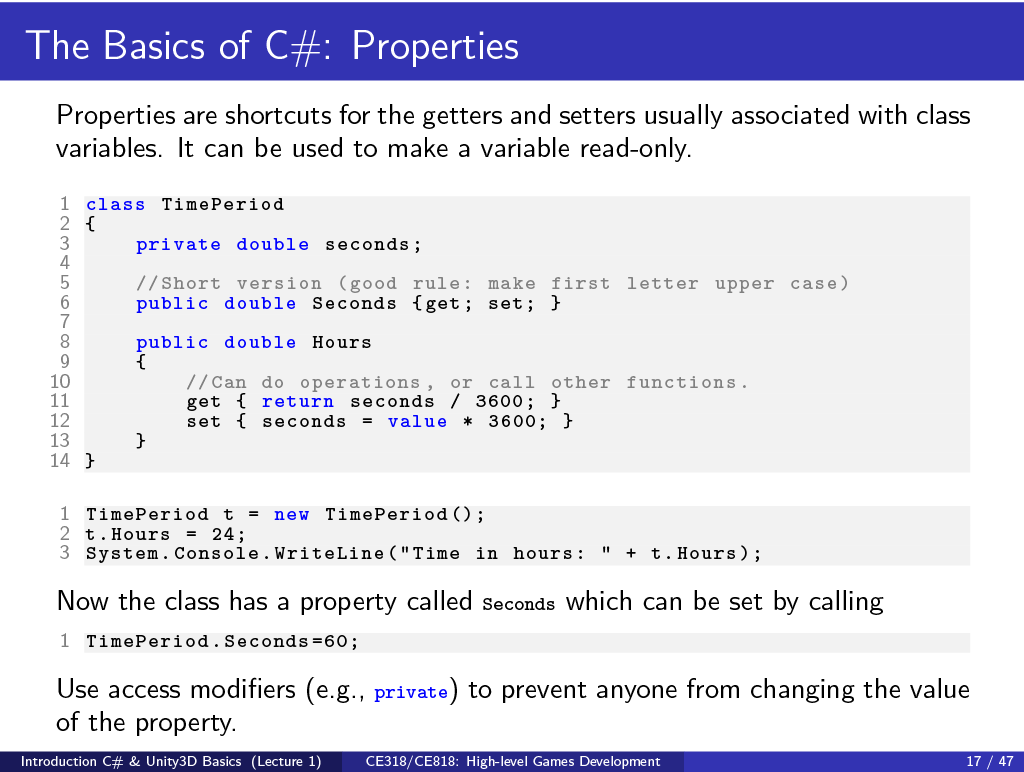 The Basics of C#: Properties
Properties are shortcuts for the getters and setters usually associated with class
variables. It can be used to make a variable read-only.
1 class TimePeriod
2 {
3 private double seconds;
4
5 //Short version (good rule: make first letter upper case)
6 public double Seconds {get; set; }
7
8 public double Hours
9 {
10 //Can do operations, or call other functions.
11 get { return seconds / 3600; }
12 set { seconds = value * 3600; }
13 }
14 }
1 TimePeriod t = new TimePeriod();
2 t.Hours = 24;
3 System.Console.WriteLine("Time in hours: " + t.Hours);
Now the class has a property called Seconds which can be set by calling
1 TimePeriod.Seconds=60;
Use access modifiers (e.g., private) to prevent anyone from changing the value
of the property.
Introduction C# & Unity3D Basics (Lecture 1) CE318/CE818: High-level Games Development 17 / 47